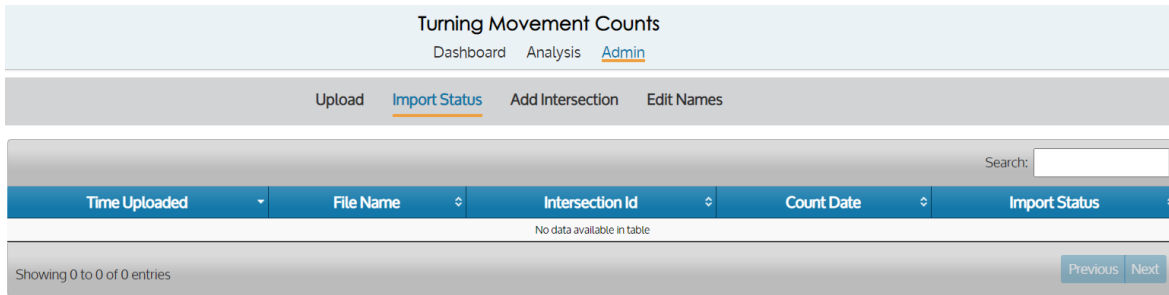 Turning Movement Counts
Dashboard Analysis Admin
Upload Import Status Add Intersection Edit Names
Search:
Time Uploaded File Name Intersection Id Count Date Import Status
No data available in table
Showing 0 to 0 of 0 entries
Previous Next